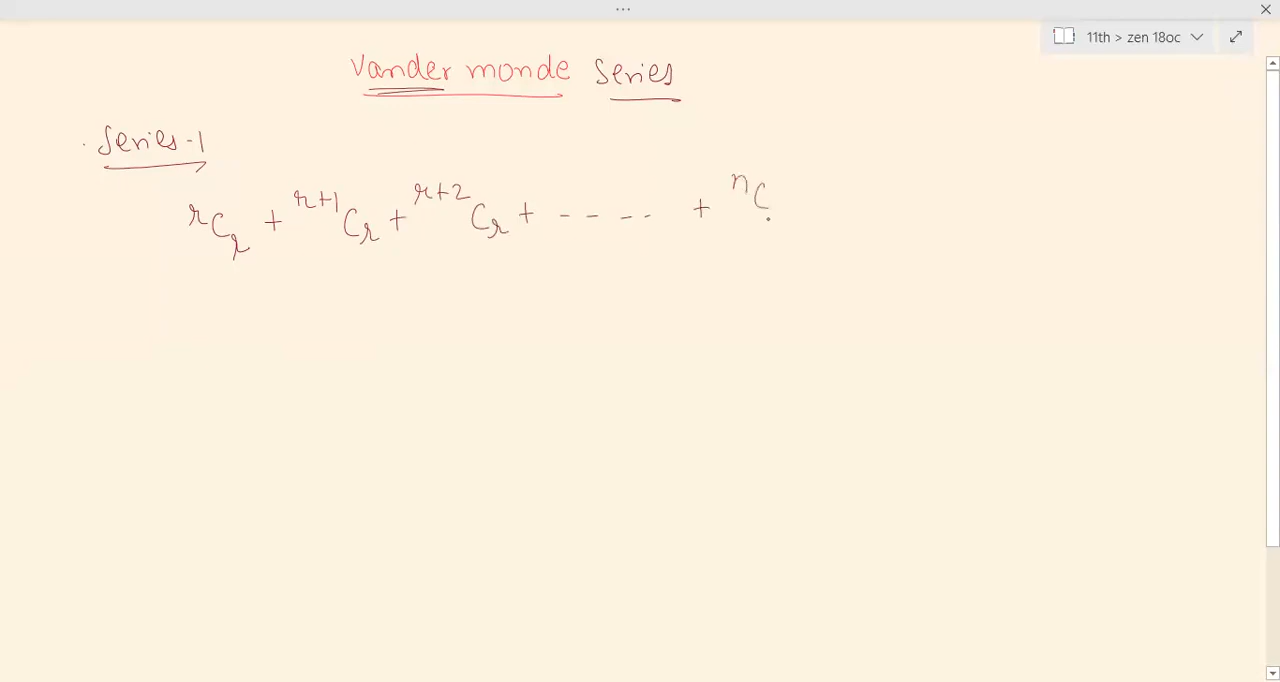 11th > zen 18oc
Vander monde Series
Series-1
ʳCᵣ + ʳ⁺¹Cᵣ + ʳ⁺²Cᵣ + ---- + ⁿC